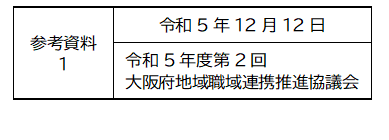 参考資料
1
令和5年12月12日
令和5年度第2回
大阪府地域職域連携推進協議会